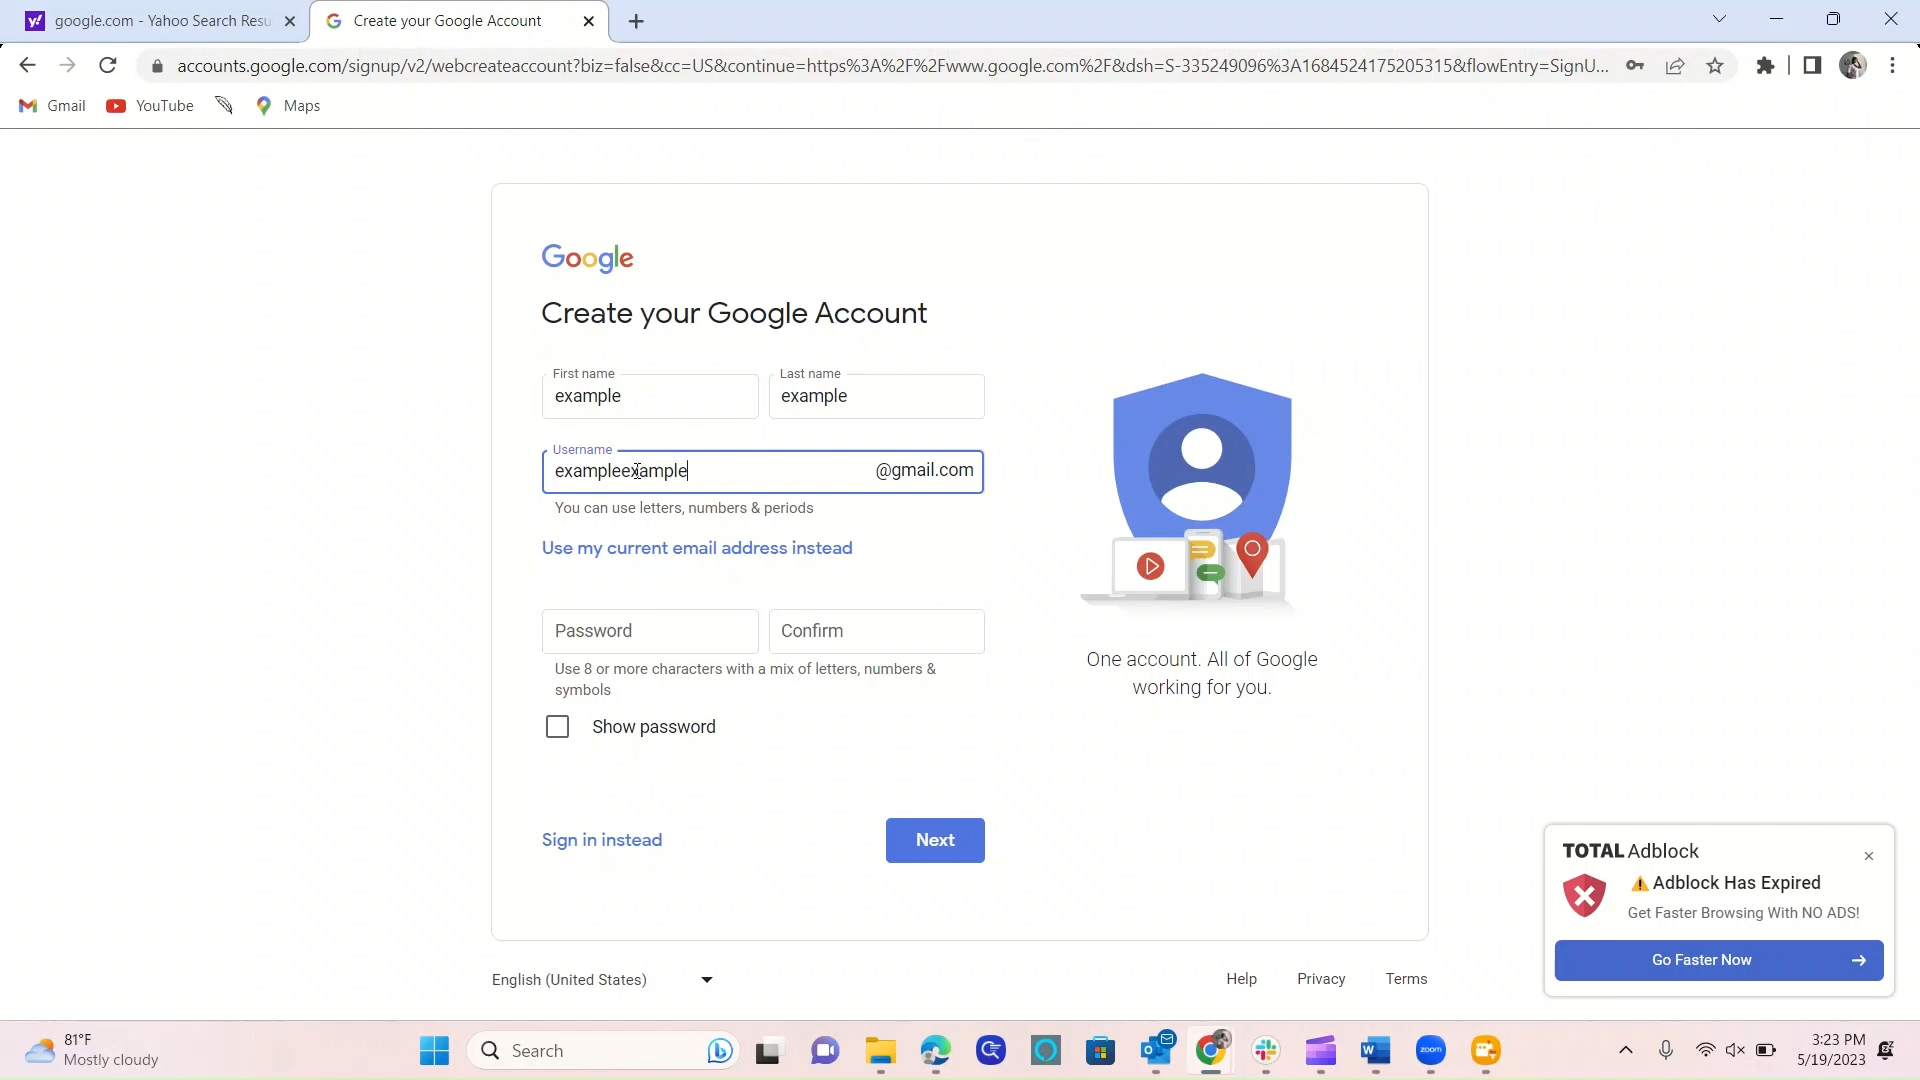 google.com - Yahoo Search Resu
Create your Google Account
accounts.google.com/signup/v2/webcreateaccount?biz=false&cc=US&continue=https%3A%2F%2Fwww.google.com%2F&dsh=S-335249096%3A1684524175205315&flowEntry=SignU...
Gmail
YouTube
Maps
Google
Create your Google Account
First name
Last name
example
example
Username
exampleexample
@gmail.com
You can use letters, numbers & periods
Use my current email address instead
Password
Confirm
Use 8 or more characters with a mix of letters, numbers &
symbols
Show password
One account. All of Google
working for you.
Sign in instead
Next
TOTAL Adblock
Adblock Has Expired
Get Faster Browsing With NO ADS!
Go Faster Now
English (United States)
Help
Privacy
Terms
81°F
Mostly cloudy
Search
zoom
3:23 PM
5/19/2023